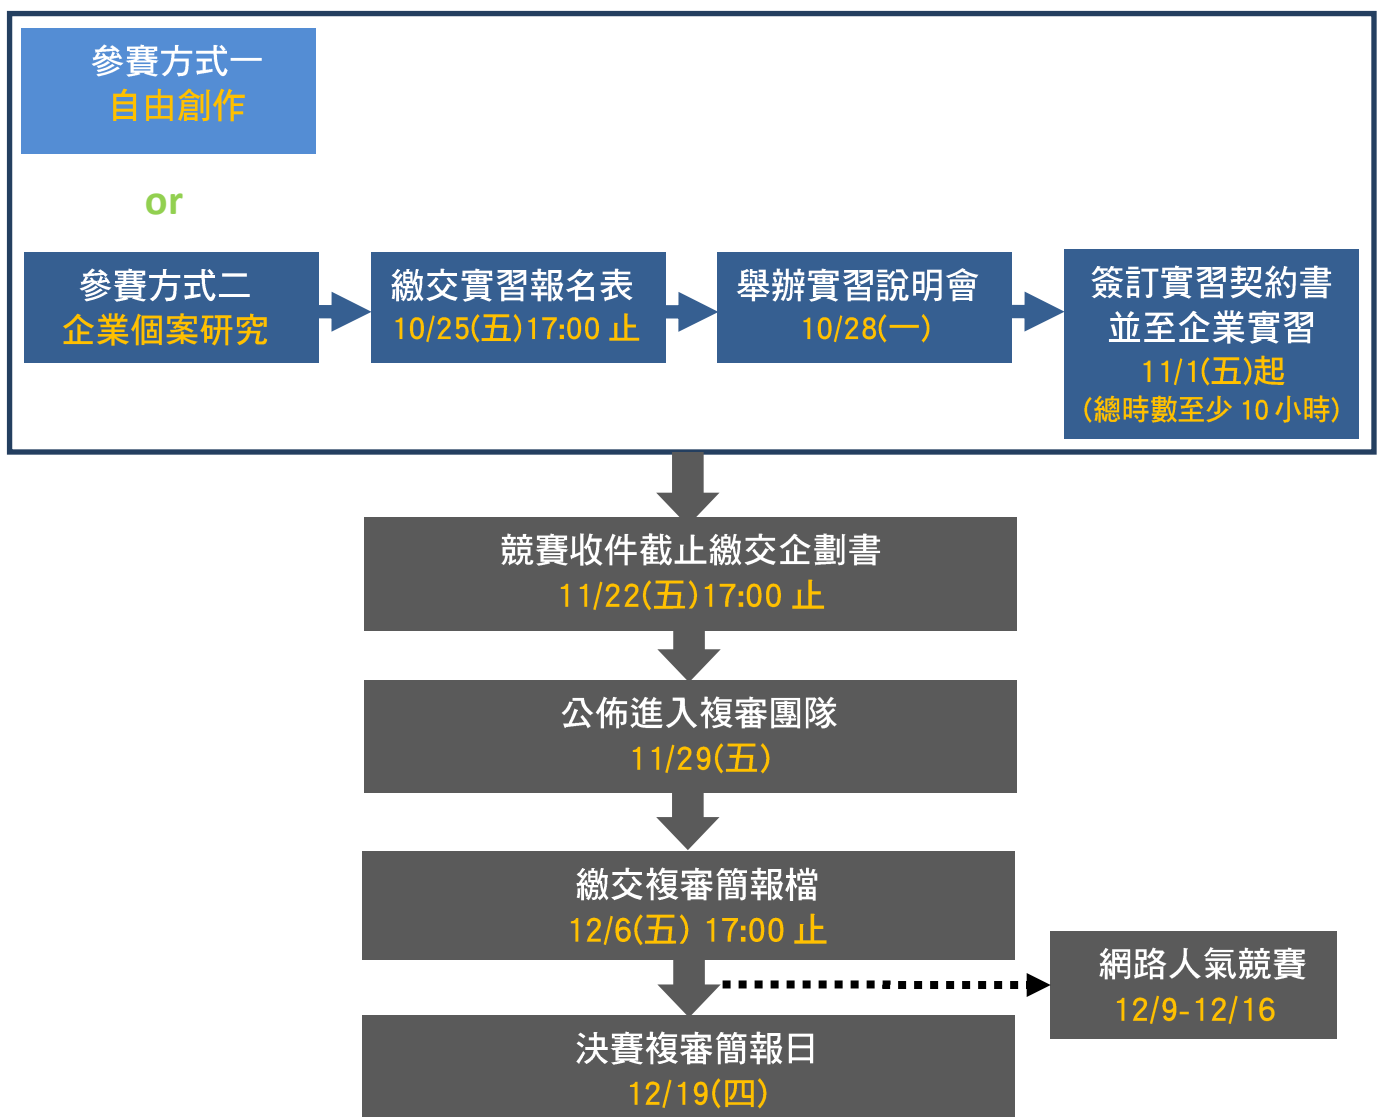 參賽方式一
自由創作
or
參賽方式二
企業個案研究
繳交實習報名表
10/25(五)17:00 止
舉辦實習說明會
10/28(一)
簽訂實習契約書
並至企業實習
11/1(五)起
(總時數至少 10 小時)
競賽收件截止繳交企劃書
11/22(五)17:00 止
公佈進入複審團隊
11/29(五)
繳交複審簡報檔
12/6(五) 17:00 止
網路人氣競賽
12/9-12/16
決賽複審簡報日
12/19(四)